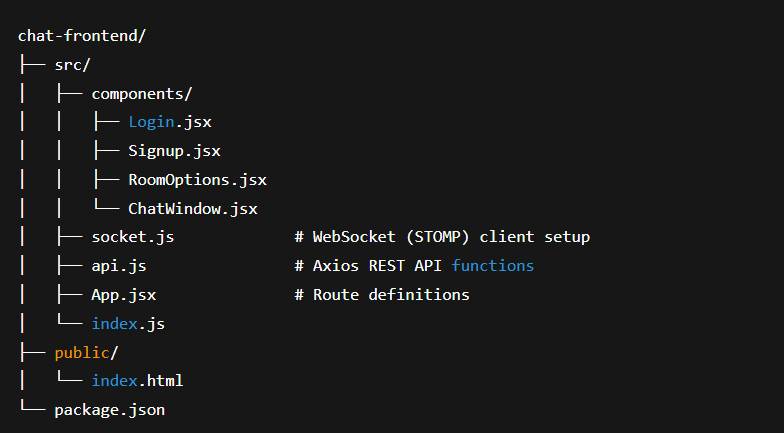 chat-frontend/
├── src/
│   ├── components/
│   │   ├── Login.jsx
│   │   ├── Signup.jsx
│   │   ├── RoomOptions.jsx
│   │   └── ChatWindow.jsx
│   ├── socket.js             # WebSocket (STOMP) client setup
│   ├── api.js                # Axios REST API functions
│   ├── App.jsx               # Route definitions
│   └── index.js
├── public/
│   └── index.html
└── package.json